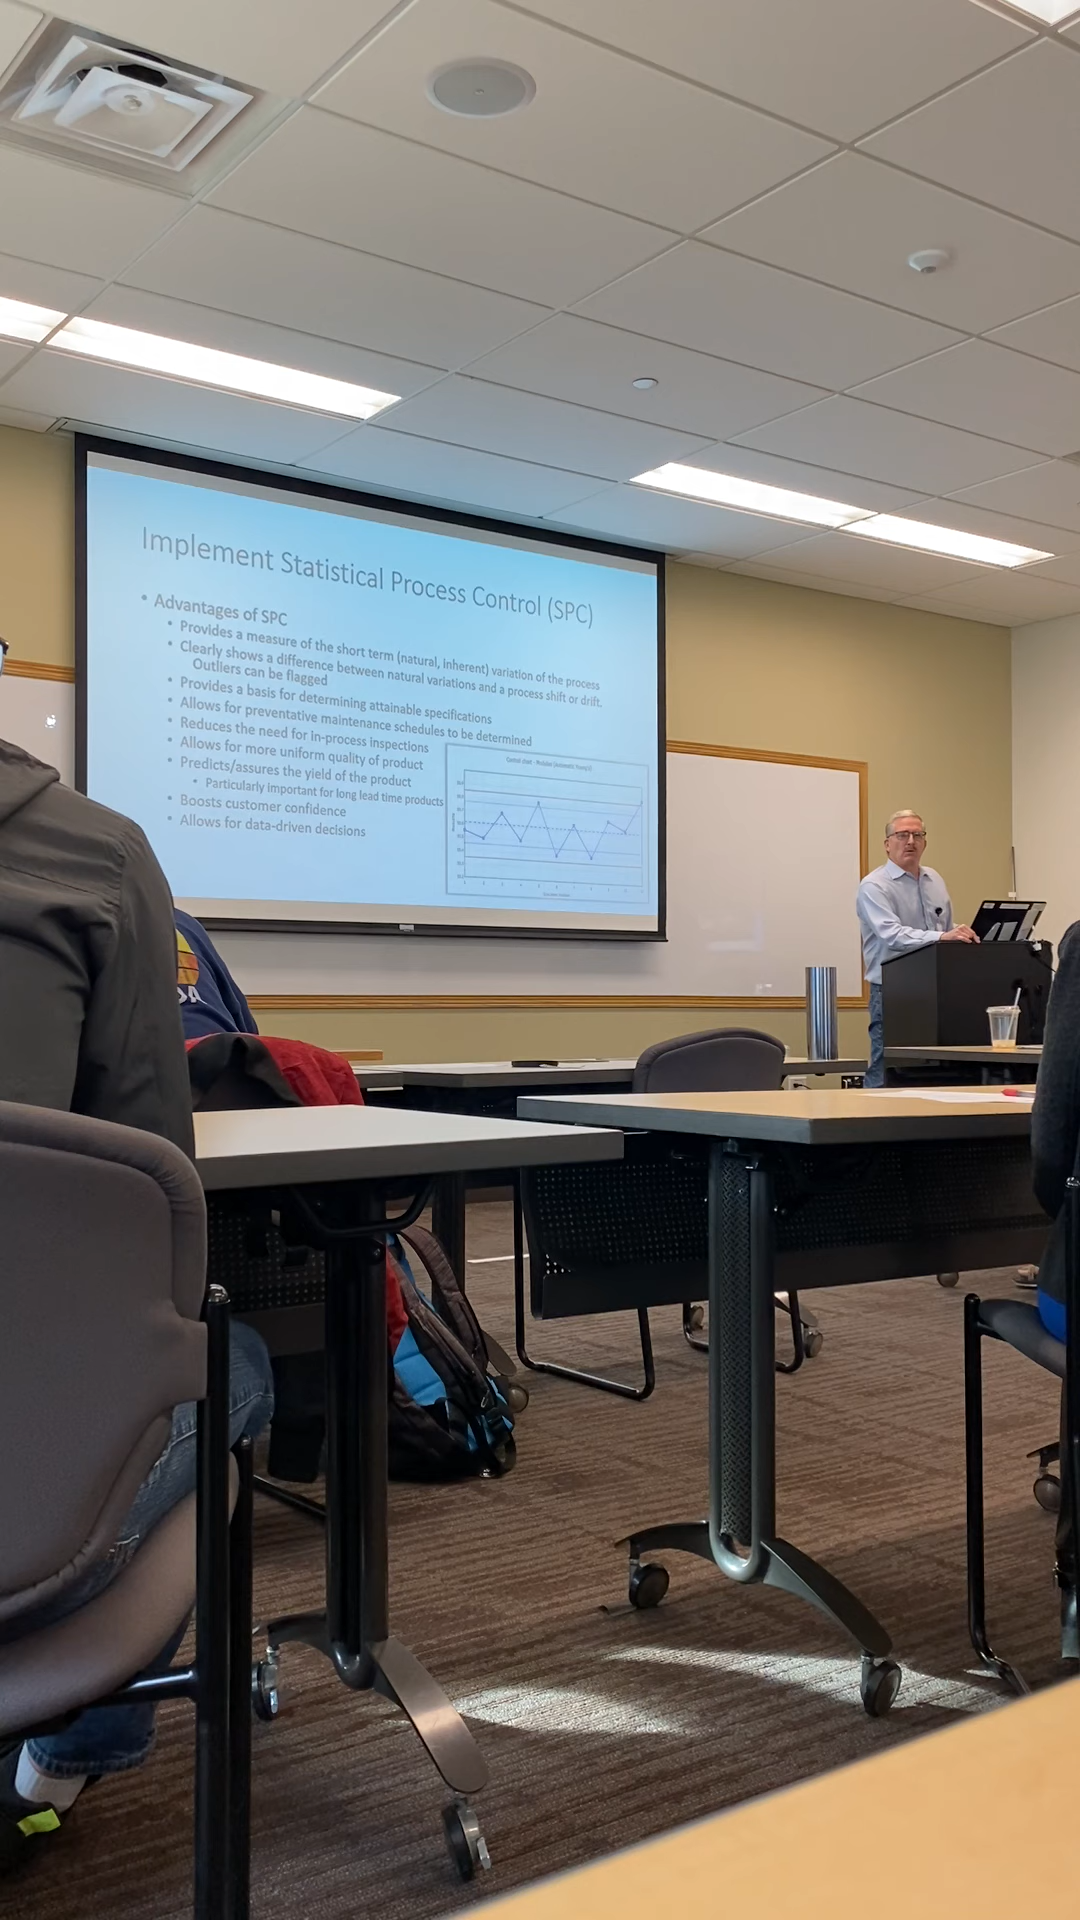 Implement Statistical Process Control (SPC)
• Advantages of SPC
• Provides a measure of the short term (natural, inherent) variation of the process
• Clearly shows a difference between natural variations and a process shift or drift.
Outliers can be flagged
• Provides a basis for determining attainable specifications
• Allows for preventative maintenance schedules to be determined
• Reduces the need for in-process inspections
• Allows for more uniform quality of product
• Predicts/assures the yield of the product
• Particularly important for long lead time products
• Boosts customer confidence
• Allows for data-driven decisions